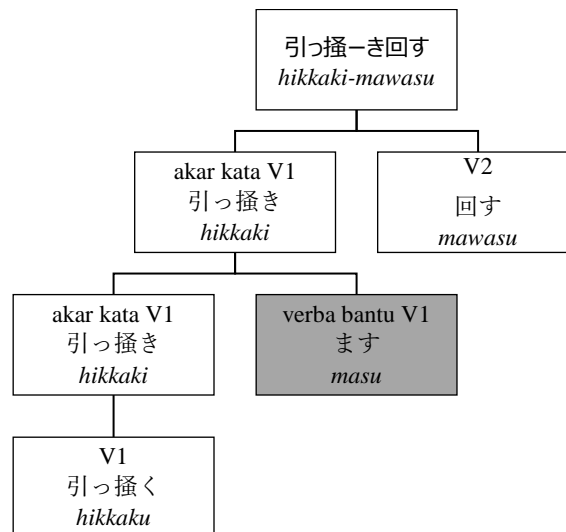 引っ掻ーき回す
hikkaki-mawasu
akar kata V1
引っ掻き
hikkaki
V2
回す
mawasu
akar kata V1
引っ掻き
hikkaki
verba bantu V1
ます
masu
V1
引っ掻く
hikkaku